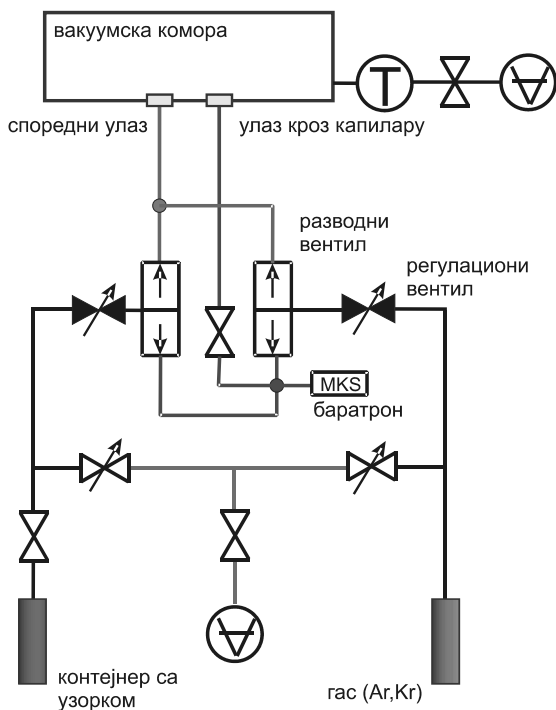 вакуумска комора
T
споредни улаз
улаз кроз капилару
разводни
вентил
регулациони
вентил
MKS
баратрон
контејнер са
узорком
гас (Ar,Kr)